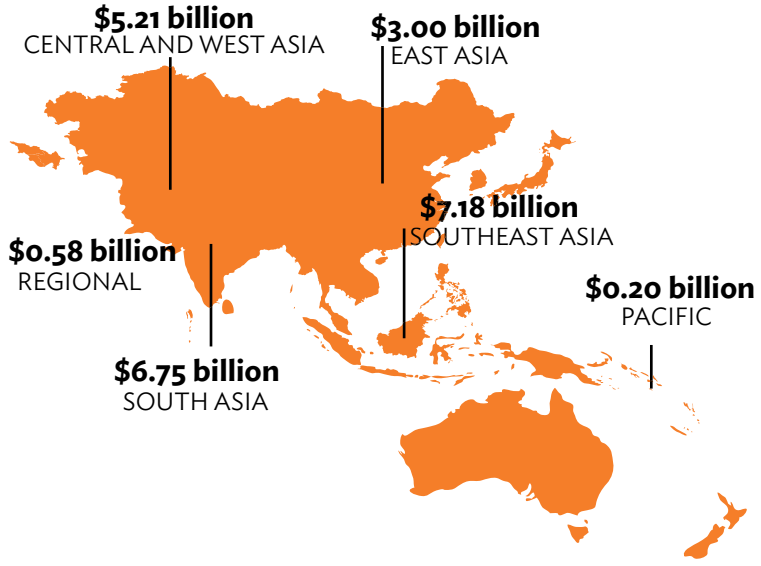 $5.21 billion
CENTRAL AND WEST ASIA
$3.00 billion
EAST ASIA
$7.18 billion
SOUTHEAST ASIA
$0.58 billion
REGIONAL
$0.20 billion
PACIFIC
$6.75 billion
SOUTH ASIA